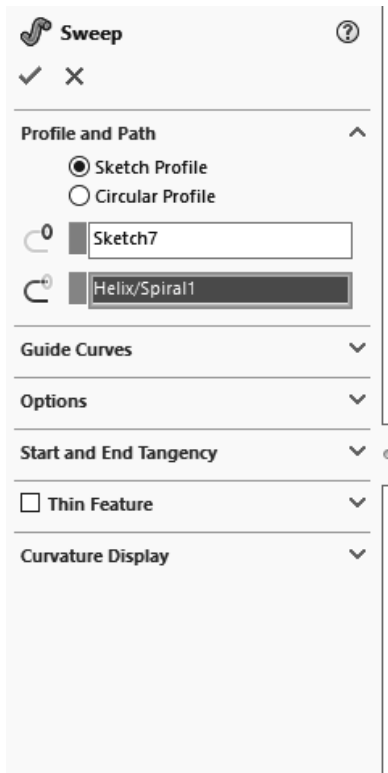 Sweep
Profile and Path
Sketch Profile
Circular Profile
Sketch7
Helix/Spiral1
Guide Curves
Options
Start and End Tangency
Thin Feature
Curvature Display